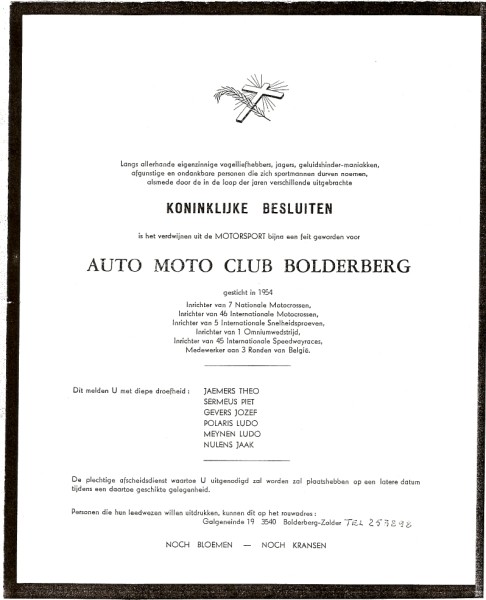 Langs allerhande eigenzinnige vogelliefhebbers, jagers, geluidshinder-maniakken,
afgunstige en ondankbare personen die zich sportmannen durven noemen,
alsmede door de in de loop der jaren verschillende uitgebrachte
KONINKLIJKE BESLUITEN
is het verdwijnen uit de MOTORSPORT bijna een feit geworden voor
AUTO MOTO CLUB BOLDERBERG
gesticht in 1954
Inrichter van 7 Nationale Motocrossen,
Inrichter van 46 Internationale Motocrossen,
Inrichter van 5 Internationale Snelheidsproeven,
Inrichter van 1 Omniumwedstrijd,
Inrichter van 45 Internationale Speedwayraces,
Medewerker aan 3 Ronden van België.
Dit melden U met diepe droefheid : JAEMERS THEO
SERMEUS PIET
GEVERS JOZEF
POLARIS LUDO
MEYNEN LUDO
NULENS JAAK
De plechtige afscheidsdienst waartoe U uitgenodigd zal worden zal plaatshebben op een latere datum
tijdens een daartoe geschikte gelegenheid.
Personen die hun leedwezen willen uitdrukken, kunnen dit op het rouwadres :
Galgeneinde 19 3540 Bolderberg-Zolder TEL 253898
NOCH BLOEMEN — NOCH KRANSEN